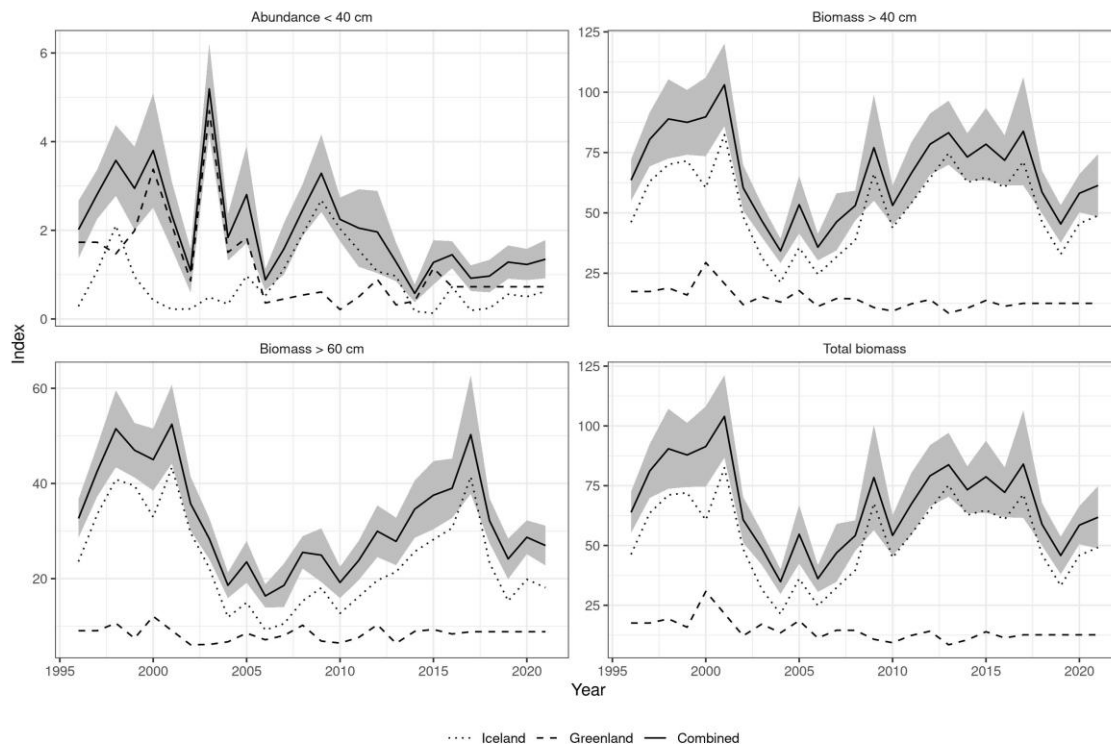 Abundance < 40 cm
Biomass > 40 cm
6
4
2
0
125
100
75
50
25
Index
Biomass > 60 cm
Total biomass
60
40
20
125
100
75
50
25
1995 2000 2005 2010 2015 2020
1995 2000 2005 2010 2015 2020
Year
Iceland Greenland Combined